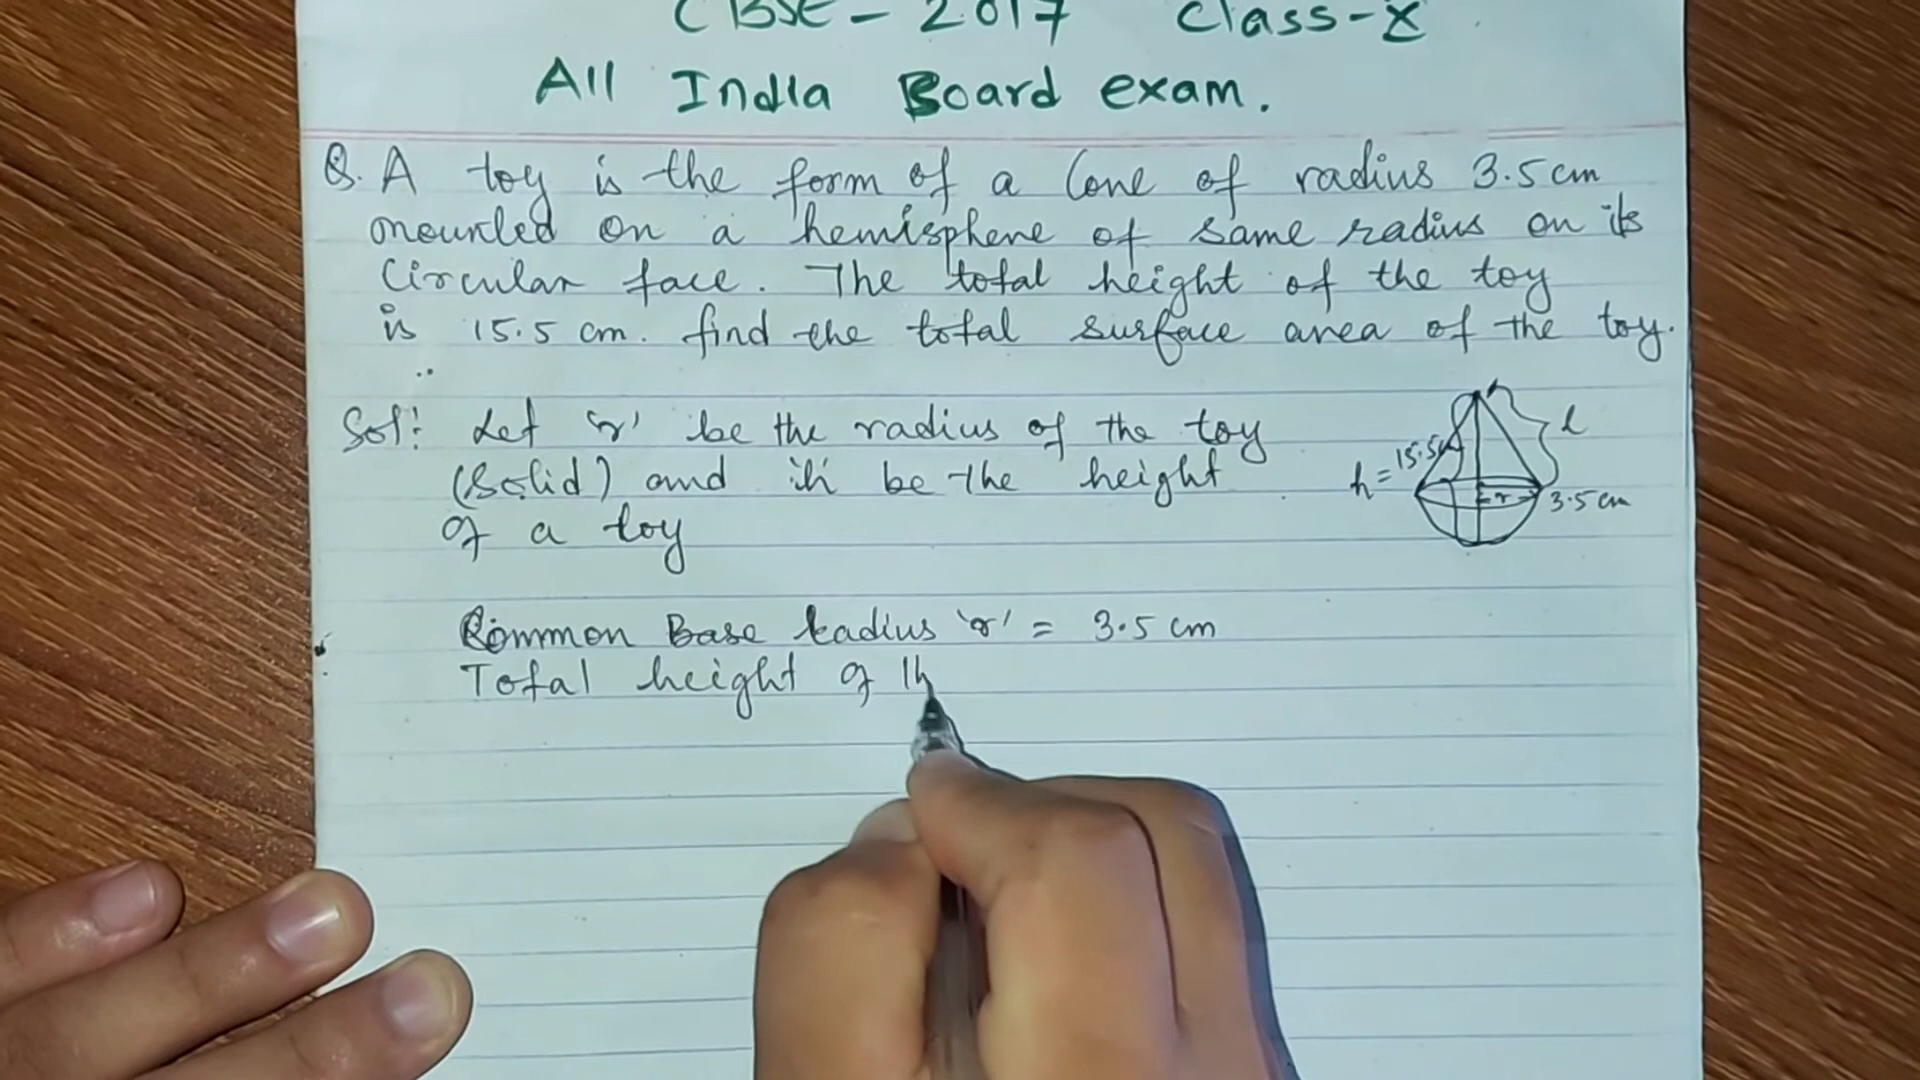 CBSE - 2017 Class-X
All India Board exam.
Q. A toy is the form of a Cone of radius 3.5 cm
mounted on a hemisphere of same radius on its
Circular face. The total height of the toy
is 15.5 cm. find the total surface area of the toy.
Sol: Let 'r' be the radius of the toy
(Solid) and 'h' be the height
of a toy
h = 15.5cm
l
r
3.5 cm
Common Base radius 'r' = 3.5 cm
Total height of th